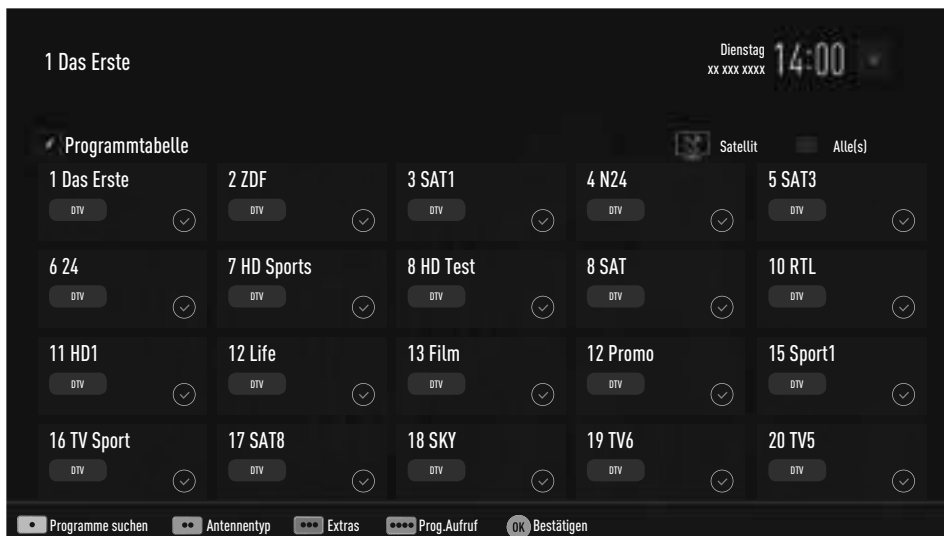 1 Das Erste
Dienstag
xx xxx xxxx
14:00
Programmtabelle
Satellit
Alle(s)
1 Das Erste
2 ZDF
3 SAT1
4 N24
5 SAT3
DTV
DTV
DTV
DTV
DTV
6 24
7 HD Sports
8 HD Test
8 SAT
10 RTL
DTV
DTV
DTV
DTV
DTV
11 HD1
12 Life
13 Film
12 Promo
15 Sport1
DTV
DTV
DTV
DTV
DTV
16 TV Sport
17 SAT8
18 SKY
19 TV6
20 TV5
DTV
DTV
DTV
DTV
DTV
Programme suchen
Antennentyp
Extras
Prog.Aufruf
OK Bestätigen